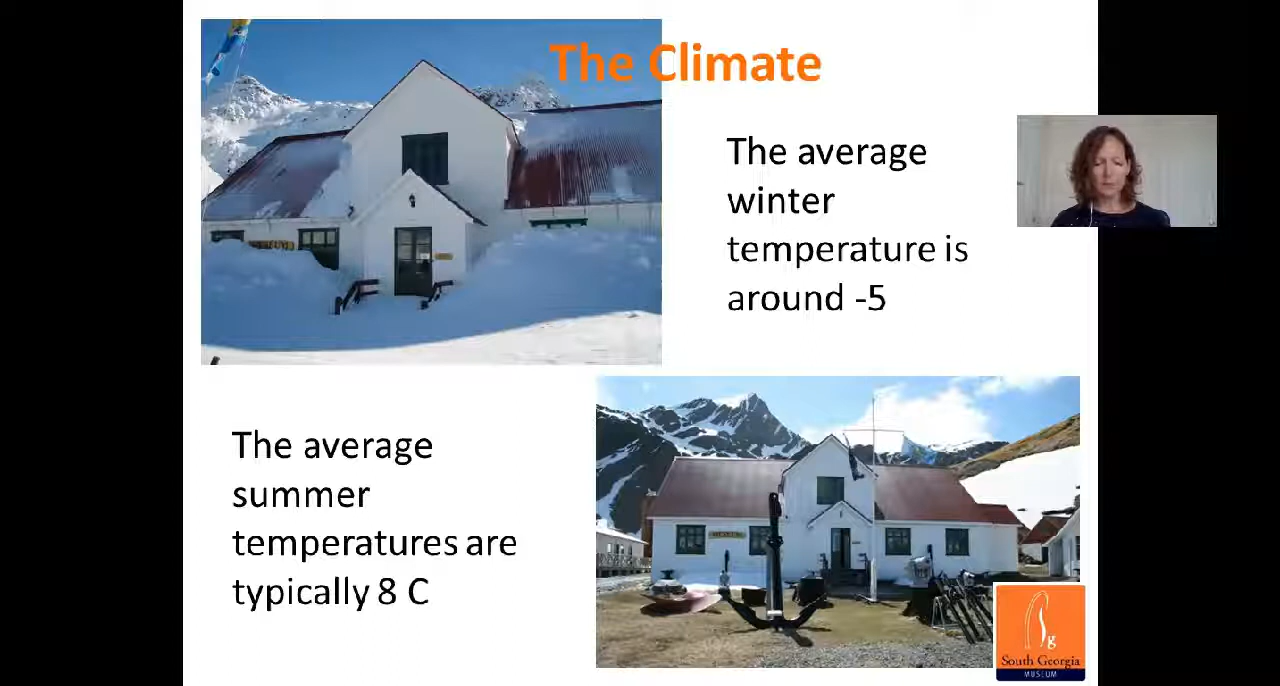 The Climate
The average
winter
temperature is
around -5
The average
summer
temperatures are
typically 8 C
MUSEUM
g
South Georgia
MUSEUM